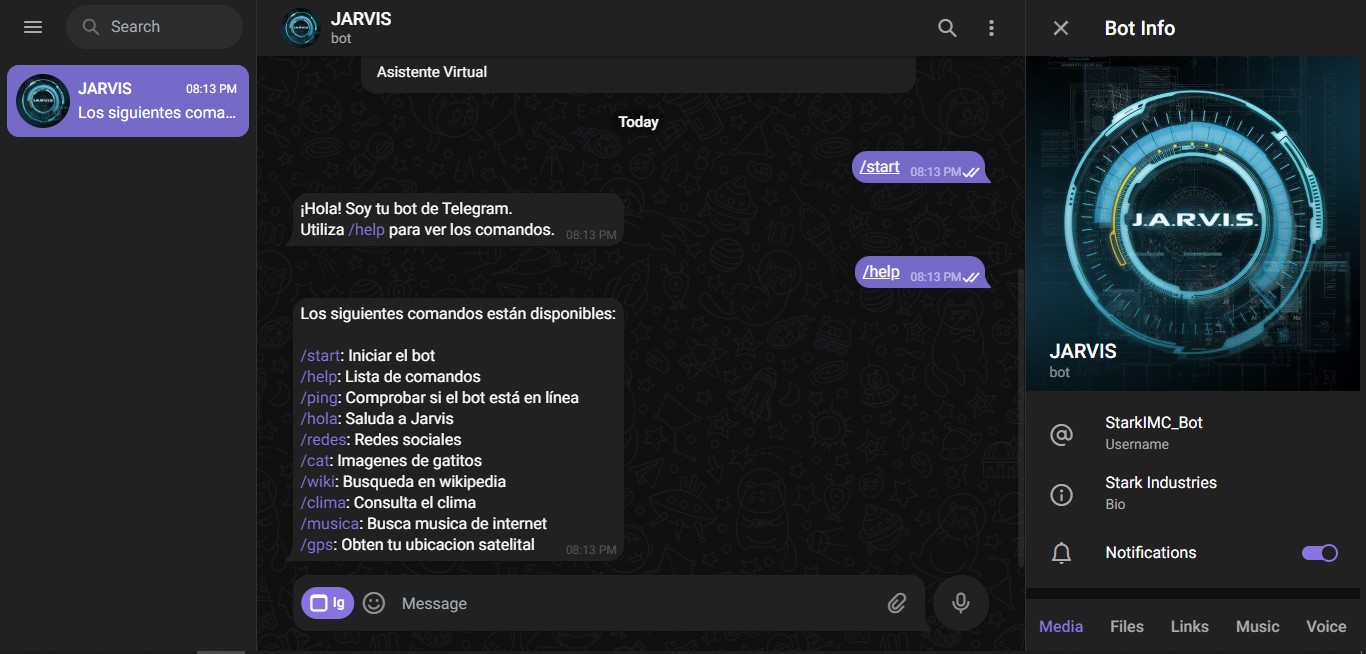 Search
JARVIS
08:13 PM
Los siguientes coma...
JARVIS
bot
Asistente Virtual
Today
/start 08:13 PM
¡Hola! Soy tu bot de Telegram.
Utiliza /help para ver los comandos. 08:13 PM
/help 08:13 PM
Los siguientes comandos están disponibles:
/start: Iniciar el bot
/help: Lista de comandos
/ping: Comprobar si el bot está en línea
/hola: Saluda a Jarvis
/redes: Redes sociales
/cat: Imagenes de gatitos
/wiki: Busqueda en wikipedia
/clima: Consulta el clima
/musica: Busca musica de internet
/gps: Obten tu ubicacion satelital 08:13 PM
Ig
Message
Bot Info
J.A.R.V.I.S.
JARVIS
bot
StarkIMC_Bot
Username
Stark Industries
Bio
Notifications
Media Files Links Music Voice